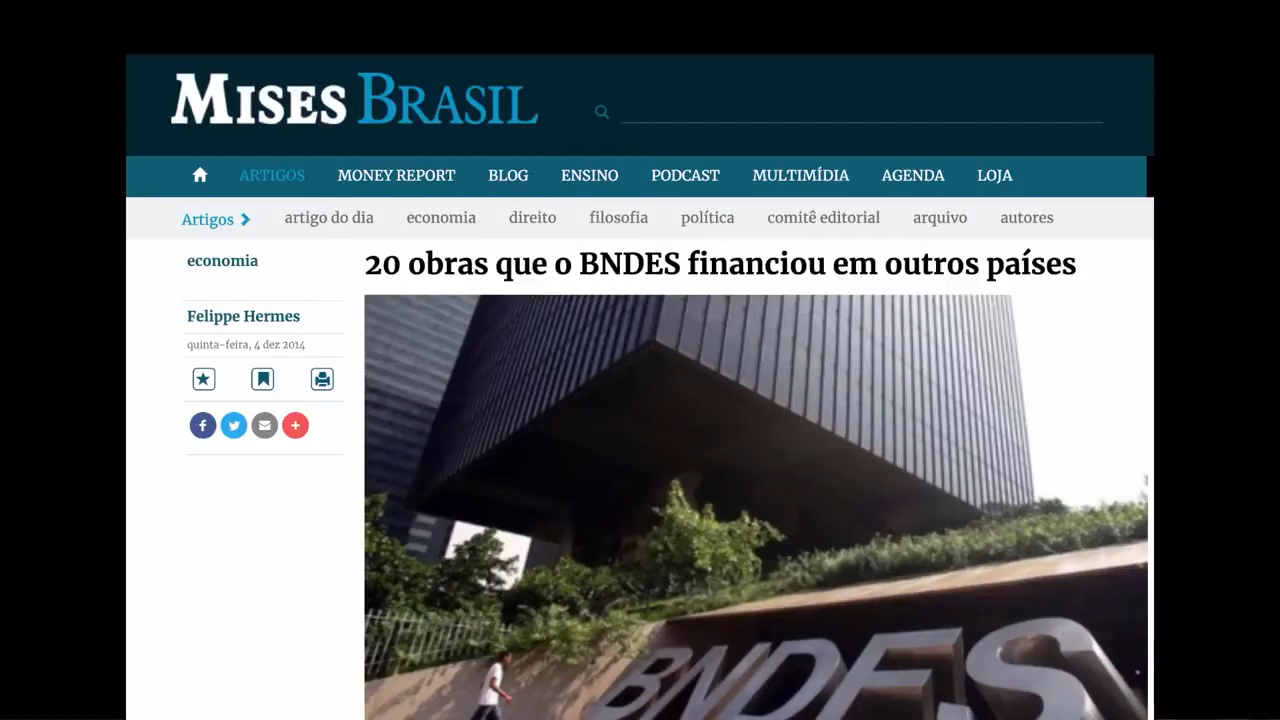 MISES BRASIL
ARTIGOS MONEY REPORT BLOG ENSINO PODCAST MULTIMÍDIA AGENDA LOJA
Artigos artigo do dia economia direito filosofia política comitê editorial arquivo autores
economia
20 obras que o BNDES financiou em outros países
Felippe Hermes
quinta-feira, 4 dez 2014
BNDES